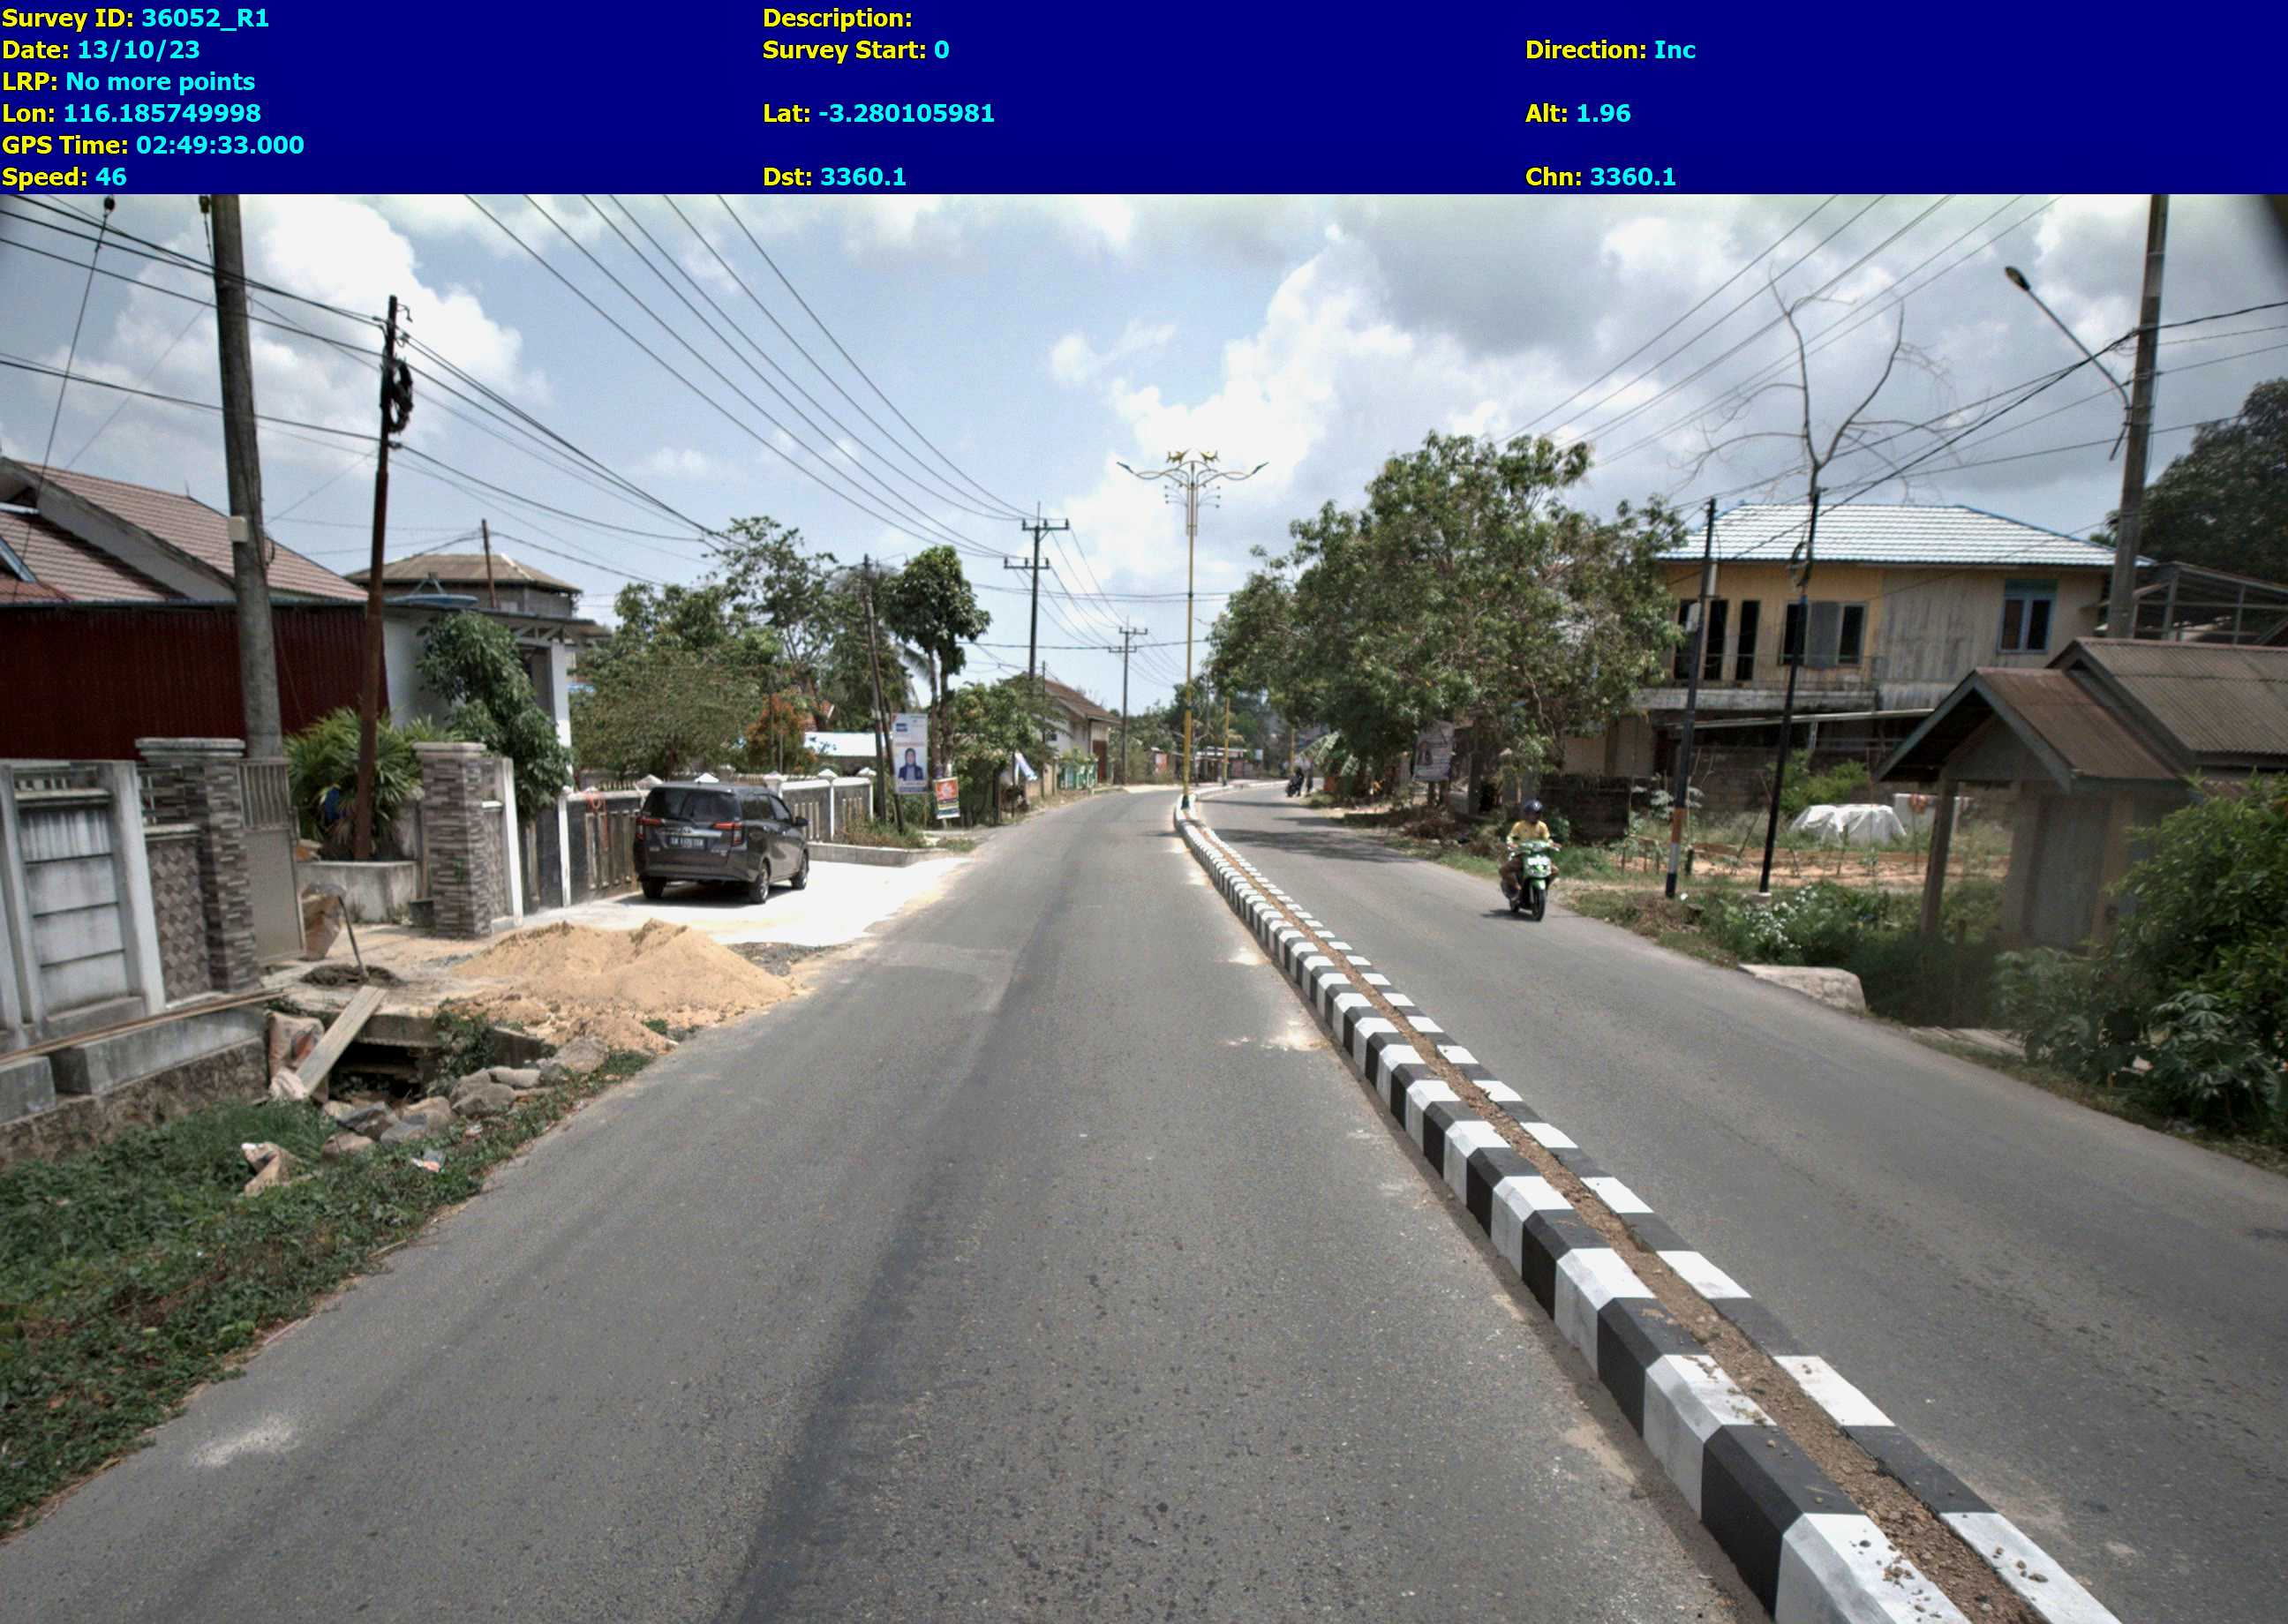 Survey ID: 36052_R1
Description:
Date: 13/10/23
Survey Start: 0
Direction: Inc
LRP: No more points
Lon: 116.185749998
Lat: -3.280105981
Alt: 1.96
GPS Time: 02:49:33.000
Speed: 46
Dst: 3360.1
Chn: 3360.1